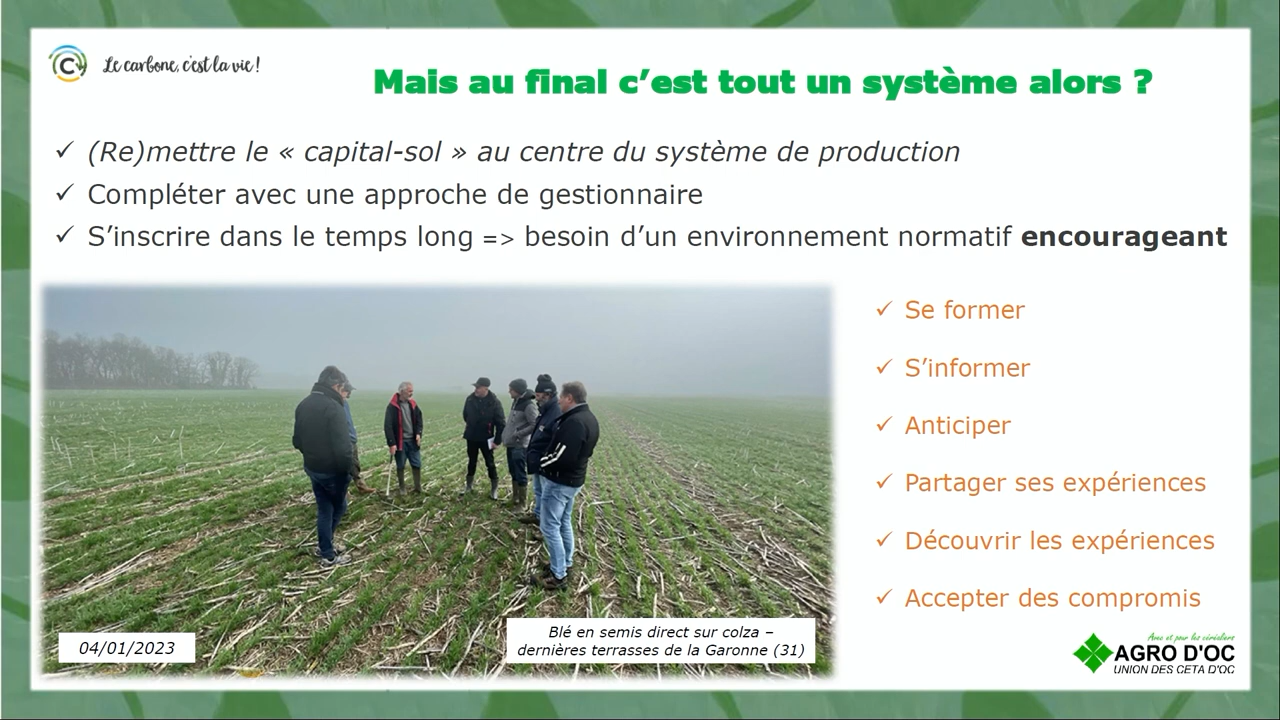 C
Le carbone, c'est la vie !
Mais au final c'est tout un système alors ?
✓ (Re)mettre le « capital-sol » au centre du système de production
✓ Compléter avec une approche de gestionnaire
✓ S'inscrire dans le temps long => besoin d'un environnement normatif encourageant
✓ Se former
✓ S'informer
✓ Anticiper
✓ Partager ses expériences
✓ Découvrir les expériences
✓ Accepter des compromis
04/01/2023
Blé en semis direct sur colza –
dernières terrasses de la Garonne (31)
Avec et pour les céréaliers
AGRO D'OC
UNION DES CETA D'OC